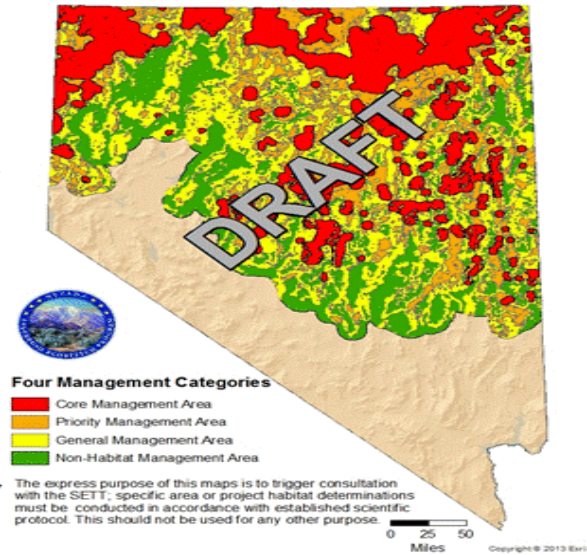 DRAFT
NEVADA
Four Management Categories
Core Management Area
Priority Management Area
General Management Area
Non-Habitat Management Area
The express purpose of this maps is to trigger consultation
with the SETT; specific area or project habitat determinations
must be conducted in accordance with established scientific
protocol. This should not be used for any other purpose.
0 25 50
Miles
Copyright © 2013 Esri